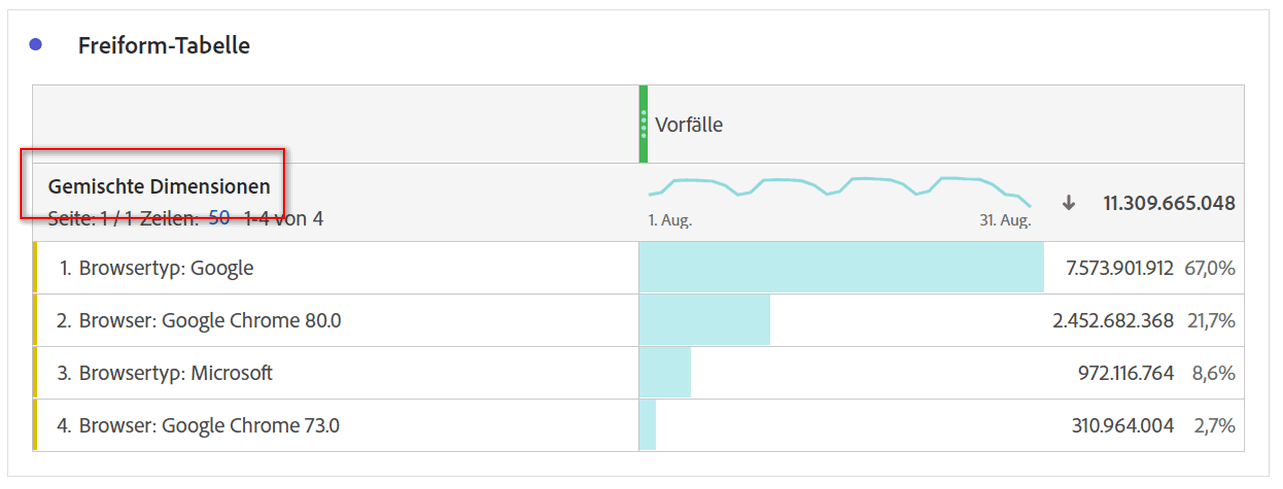 Freiform-Tabelle
Vorfälle
Gemischte Dimensionen
Seite: 1 / 1 Zeilen: 50 1-4 von 4
1. Aug. 31. Aug. 11.309.665.048
1. Browsertyp: Google 7.573.901.912 67,0%
2. Browser: Google Chrome 80.0 2.452.682.368 21,7%
3. Browsertyp: Microsoft 972.116.764 8,6%
4. Browser: Google Chrome 73.0 310.964.004 2,7%